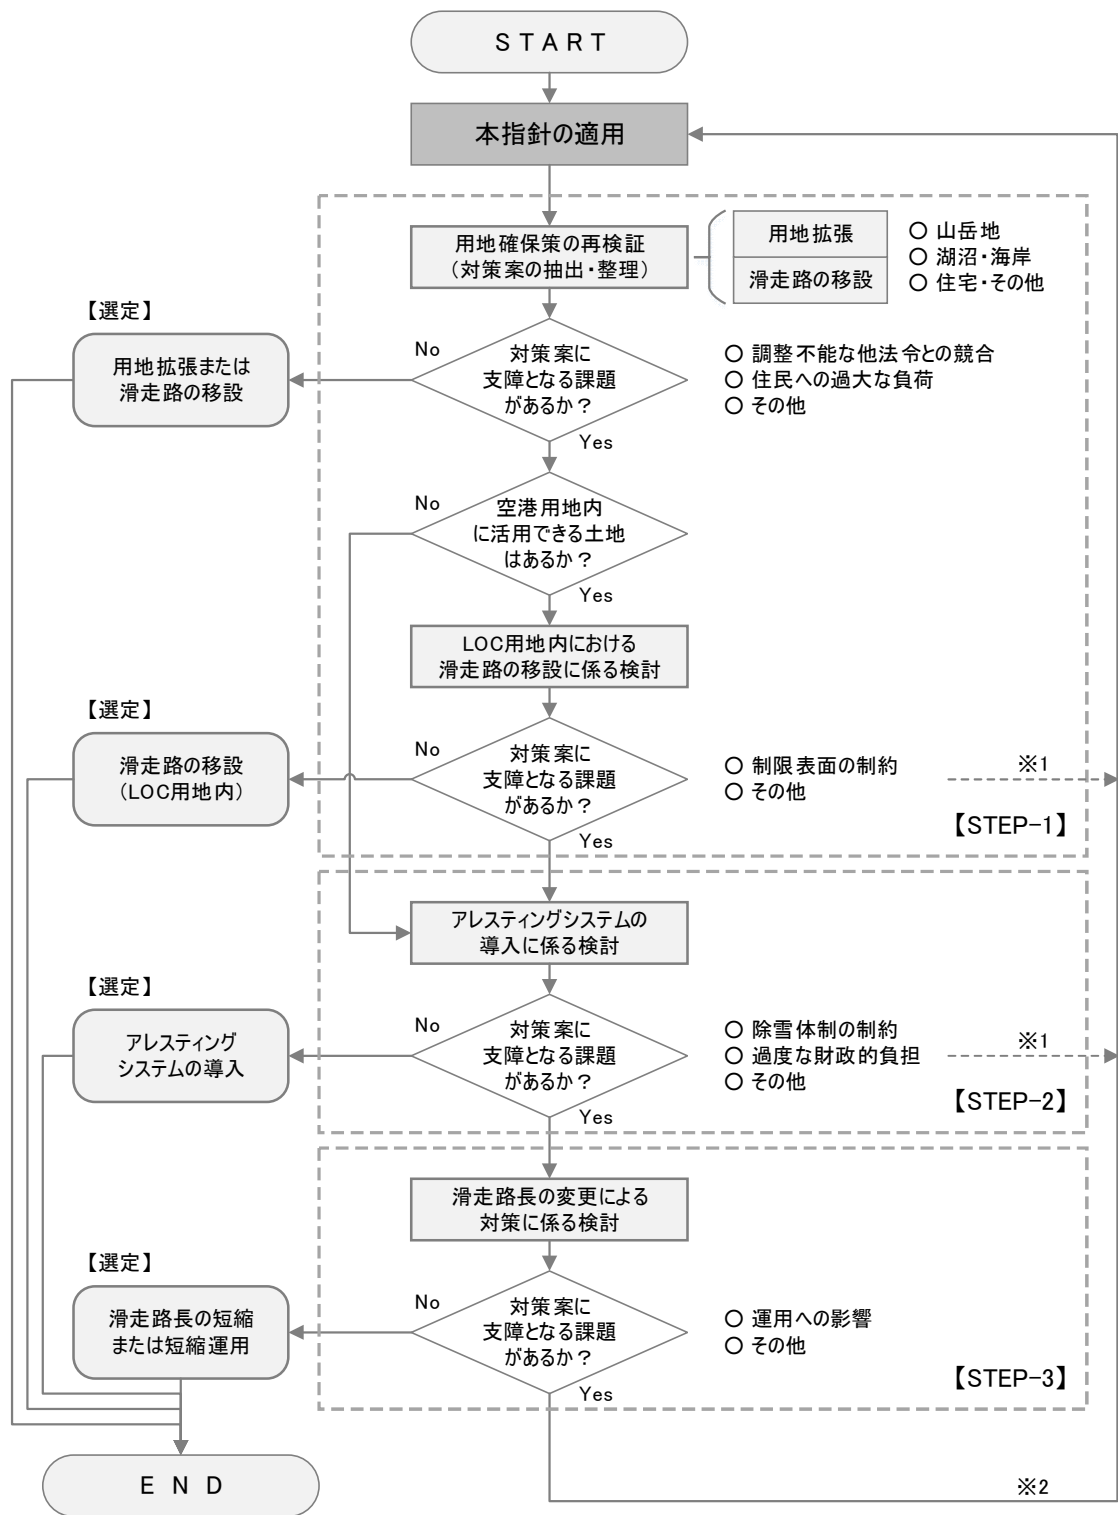 START
本指針の適用
用地確保策の再検証
（対策案の抽出・整理）
用地拡張
滑走路の移設
○ 山岳地
○ 湖沼・海岸
○ 住宅・その他
【選定】
用地拡張または
滑走路の移設
No
対策案に
支障となる課題
があるか？
Yes
○ 調整不能な他法令との競合
○ 住民への過大な負荷
○ その他
No
空港用地内
に活用できる土地
はあるか？
Yes
LOC用地内における
滑走路の移設に係る検討
【選定】
滑走路の移設
（LOC用地内）
No
対策案に
支障となる課題
があるか？
Yes
○ 制限表面の制約
○ その他
※1
【STEP-1】
アレスティングシステムの
導入に係る検討
【選定】
アレスティング
システムの導入
No
対策案に
支障となる課題
があるか？
Yes
○ 除雪体制の制約
○ 過度な財政的負担
○ その他
※1
【STEP-2】
滑走路長の変更による
対策に係る検討
【選定】
滑走路長の短縮
または短縮運用
No
対策案に
支障となる課題
があるか？
Yes
○ 運用への影響
○ その他
【STEP-3】
END
※2